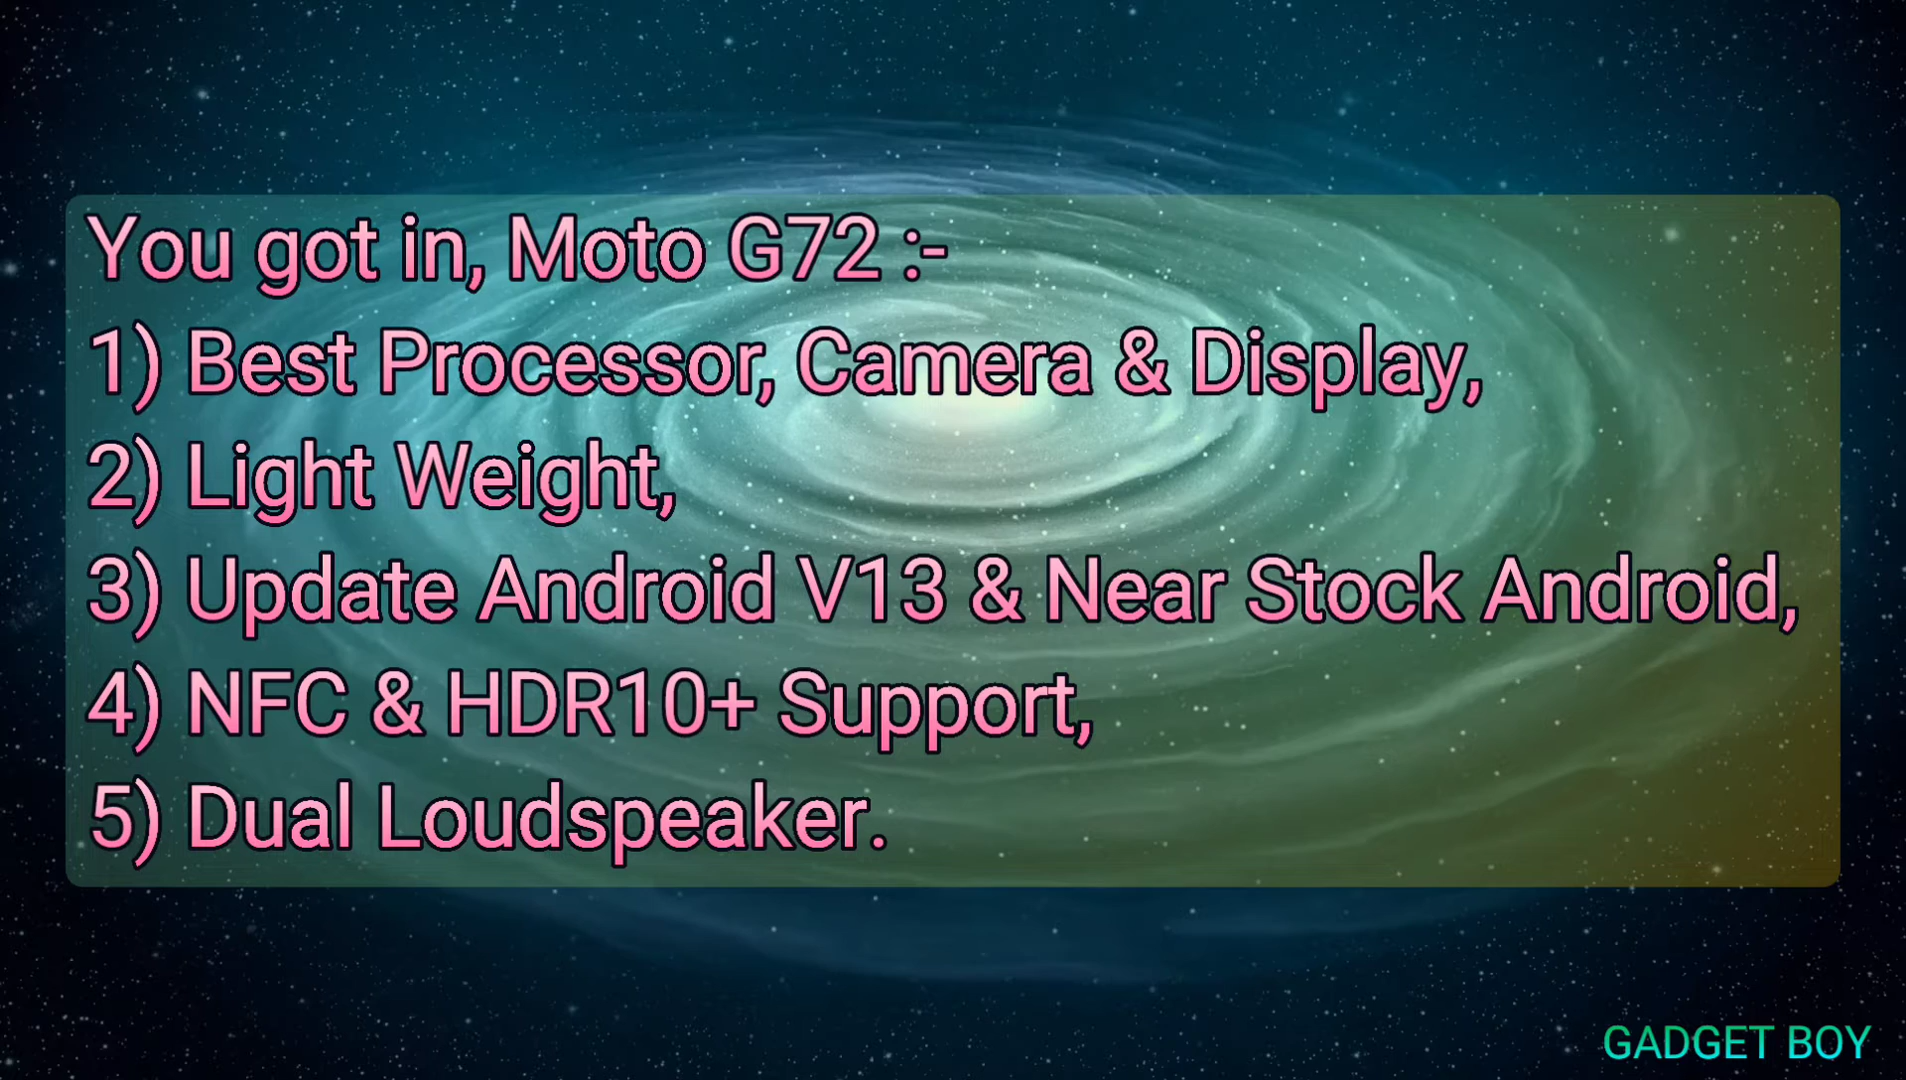 You got in, Moto G72 :-
1) Best Processor, Camera & Display,
2) Light Weight,
3) Update Android V13 & Near Stock Android,
4) NFC & HDR10+ Support,
5) Dual Loudspeaker.
GADGET BOY